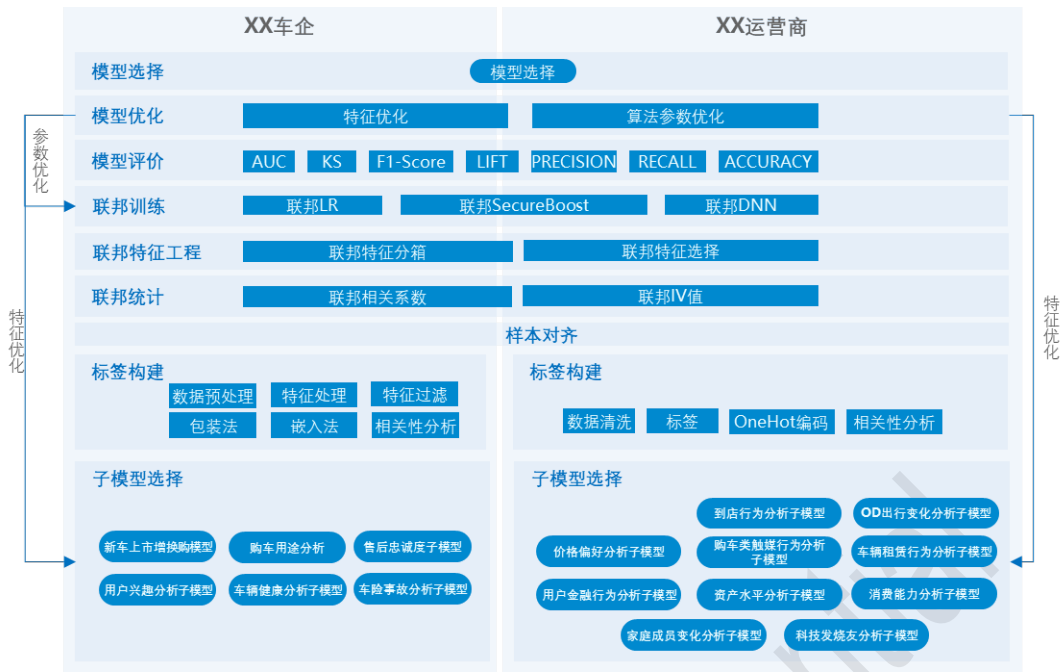 XX车企
XX运营商
模型选择
模型选择
模型优化
特征优化
算法参数优化
参数优化
模型评价
AUC
KS
F1-Score
LIFT
PRECISION
RECALL
ACCURACY
联邦训练
联邦LR
联邦SecureBoost
联邦DNN
联邦特征工程
联邦特征分箱
联邦特征选择
联邦统计
联邦相关系数
联邦IV值
特征优化
特征优化
样本对齐
标签构建
数据预处理
特征处理
特征过滤
包装法
嵌入法
相关性分析
标签构建
数据清洗
标签
OneHot编码
相关性分析
子模型选择
新车上市增换购模型
购车用途分析
售后忠诚度子模型
用户兴趣分析子模型
车辆健康分析子模型
车险事故分析子模型
子模型选择
到店行为分析子模型
OD出行变化分析子模型
价格偏好分析子模型
购车类触媒行为分析
子模型
车辆租赁行为分析子模型
用户金融行为分析子模型
资产水平分析子模型
消费能力分析子模型
家庭成员变化分析子模型
科技发烧友分析子模型